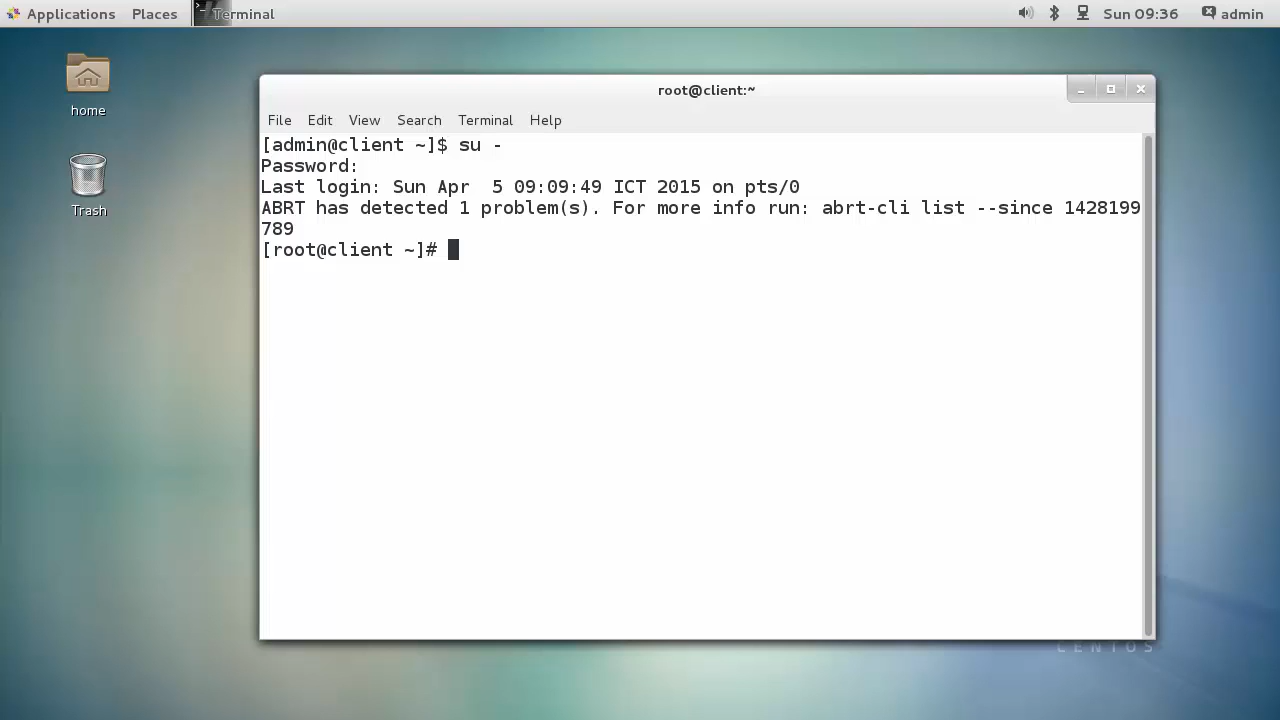 Applications Places Terminal Sun 09:36 admin
home
Trash
root@client:~
File Edit View Search Terminal Help
[admin@client ~]$ su -
Password:
Last login: Sun Apr  5 09:09:49 ICT 2015 on pts/0
ABRT has detected 1 problem(s). For more info run: abrt-cli list --since 1428199
789
[root@client ~]#
CENTOS